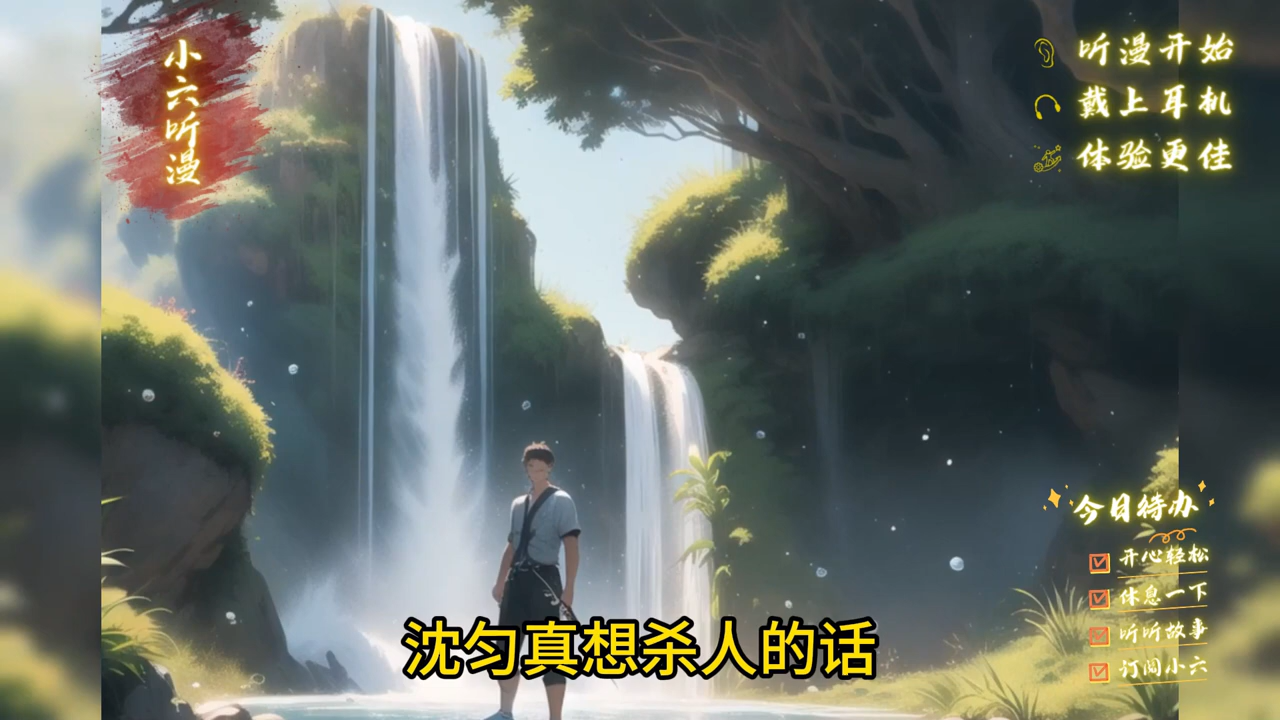 小六听漫
听漫开始
戴上耳机
体验更佳
今日待办
开心轻松
休息一下
听听故事
订阅小六
沈匀真想杀人的话